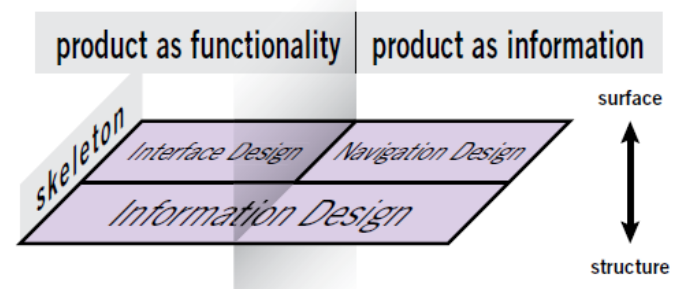 product as functionality
product as information
surface
skeleton
Interface Design
Navigation Design
Information Design
structure